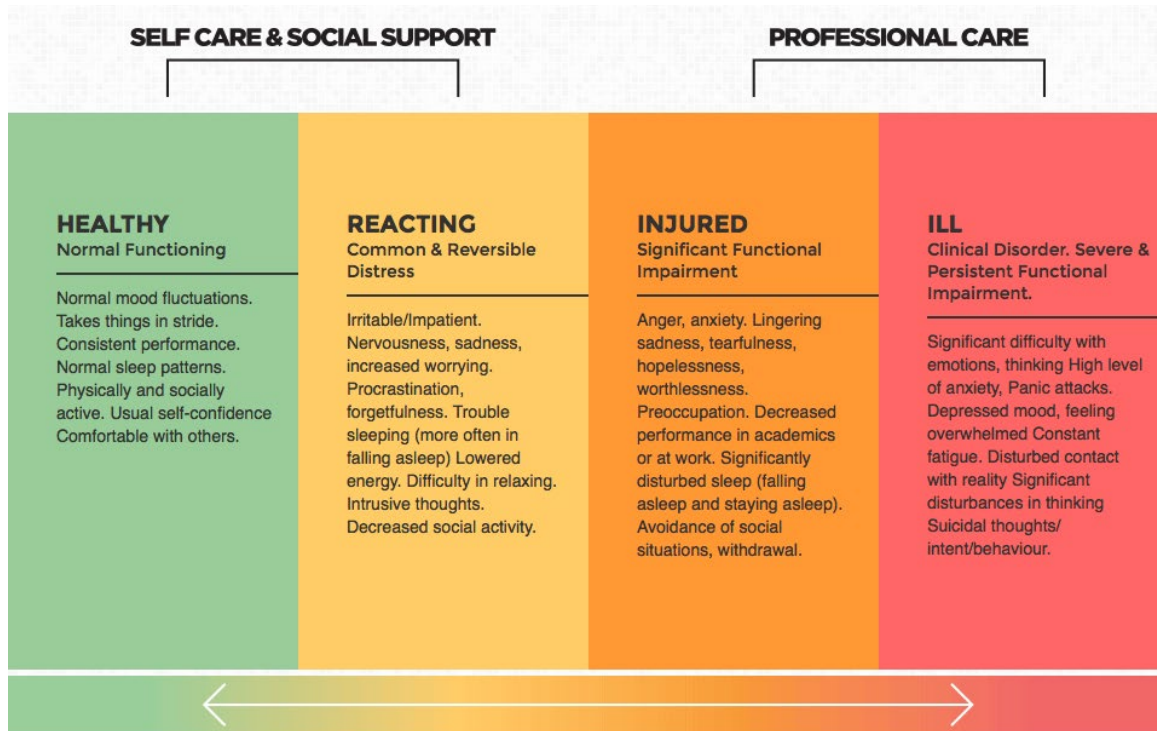 SELF CARE & SOCIAL SUPPORT
PROFESSIONAL CARE
HEALTHY
Normal Functioning
Normal mood fluctuations.
Takes things in stride.
Consistent performance.
Normal sleep patterns.
Physically and socially
active. Usual self-confidence
Comfortable with others.
REACTING
Common & Reversible
Distress
Irritable/Impatient.
Nervousness, sadness,
increased worrying.
Procrastination,
forgetfulness. Trouble
sleeping (more often in
falling asleep) Lowered
energy. Difficulty in relaxing.
Intrusive thoughts.
Decreased social activity.
INJURED
Significant Functional
Impairment
Anger, anxiety. Lingering
sadness, tearfulness,
hopelessness,
worthlessness.
Preoccupation. Decreased
performance in academics
or at work. Significantly
disturbed sleep (falling
asleep and staying asleep).
Avoidance of social
situations, withdrawal.
ILL
Clinical Disorder. Severe &
Persistent Functional
Impairment.
Significant difficulty with
emotions, thinking High level
of anxiety, Panic attacks.
Depressed mood, feeling
overwhelmed Constant
fatigue. Disturbed contact
with reality Significant
disturbances in thinking
Suicidal thoughts/
intent/behaviour.